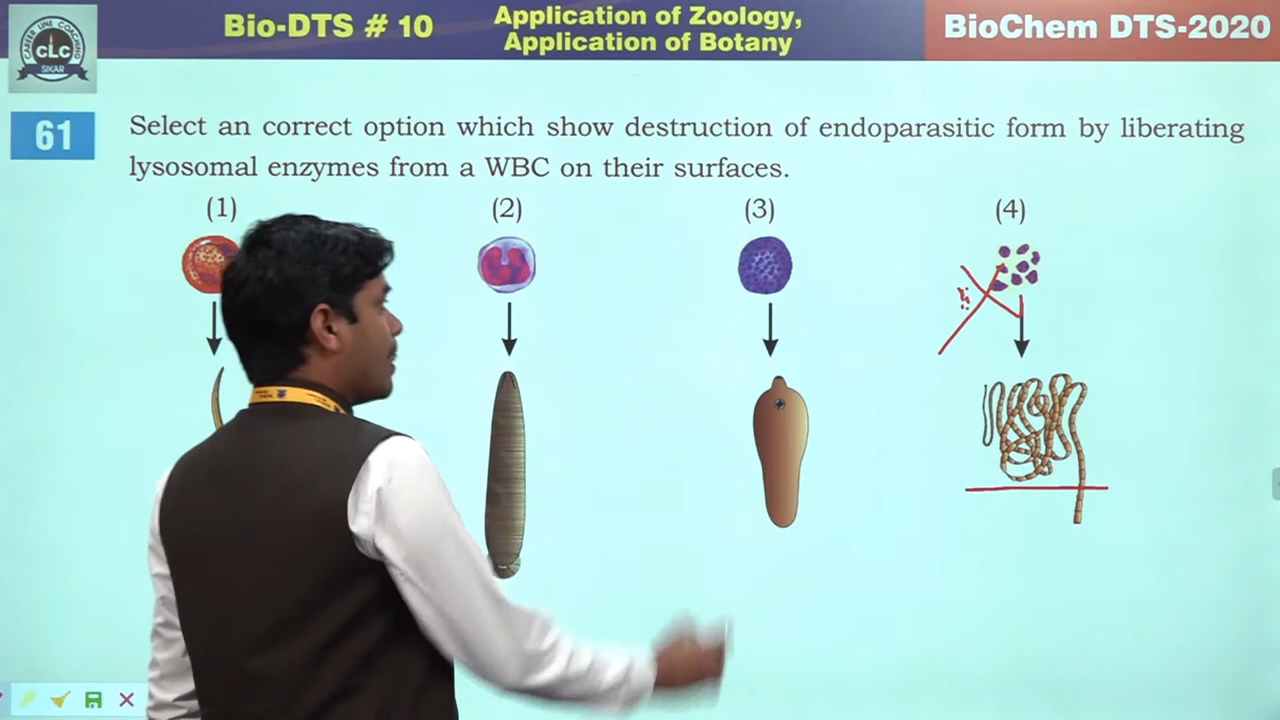 Bio-DTS # 10
Application of Zoology,
Application of Botany
BioChem DTS-2020
CAREER LINE COACHING
CLC
SIKAR
61
Select an correct option which show destruction of endoparasitic form by liberating
lysosomal enzymes from a WBC on their surfaces.
(1)
(2)
(3)
(4)